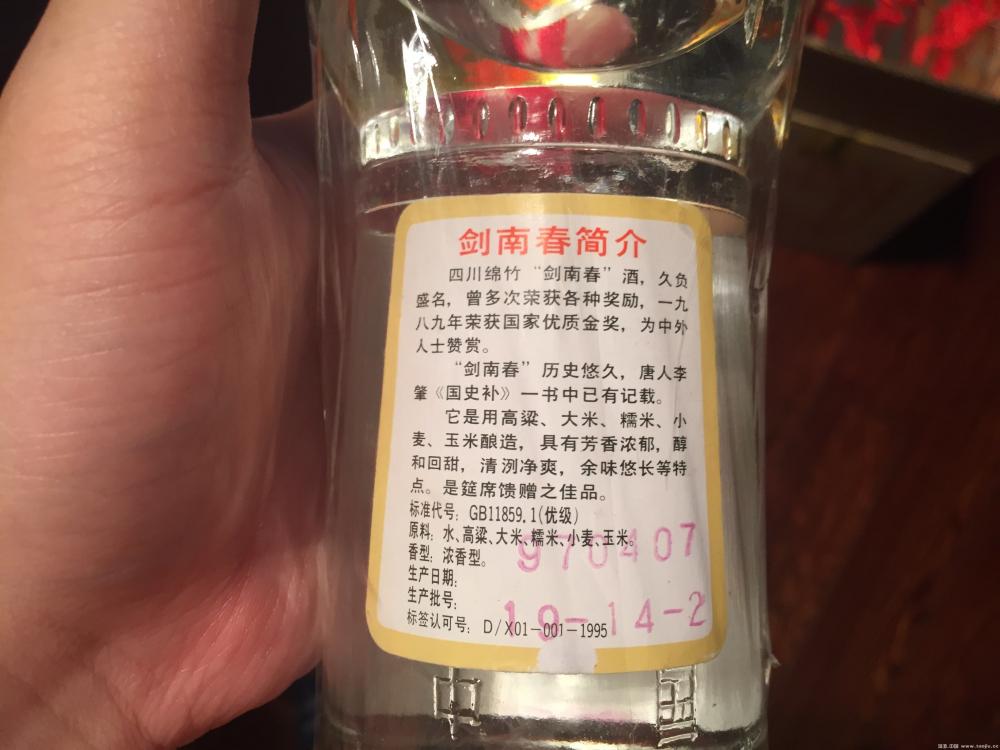 剑南春简介
四川绵竹“剑南春”酒，久负
盛名，曾多次荣获各种奖励，一九
八九年荣获国家优质金奖，为中外
人士赞赏。
“剑南春”历史悠久，唐人李
肇《国史补》一书中已有记载。
它是用高粱、大米、糯米、小
麦、玉米酿造，具有芳香浓郁，醇
和回甜，清洌净爽，余味悠长等特
点。是筵席馈赠之佳品。
标准代号：GB11859.1(优级)
原料：水、高粱、大米、糯米、小麦、玉米。
香型：浓香型。
970407
生产日期：
生产批号：
19-14-2
标签认可号：D/X01-001-1995
中国